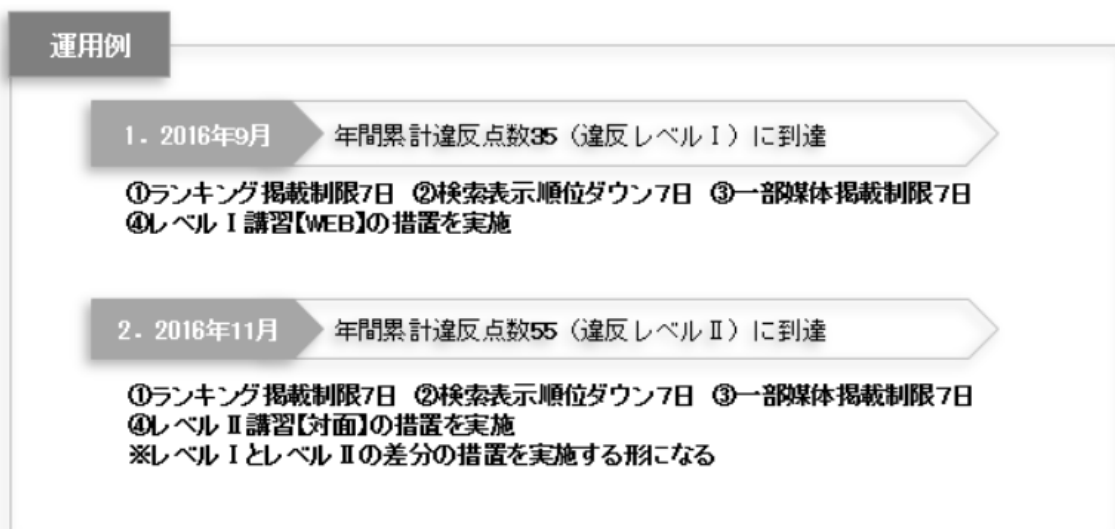 運用例
1．2016年9月 年間累計違反点数35（違反レベルⅠ）に到達
①ランキング掲載制限7日 ②検索表示順位ダウン7日 ③一部媒体掲載制限7日
④レベルⅠ講習【WEB】の措置を実施
2．2016年11月 年間累計違反点数55（違反レベルⅡ）に到達
①ランキング掲載制限7日 ②検索表示順位ダウン7日 ③一部媒体掲載制限7日
④レベルⅡ講習【対面】の措置を実施
※レベルⅠとレベルⅡの差分の措置を実施する形になる